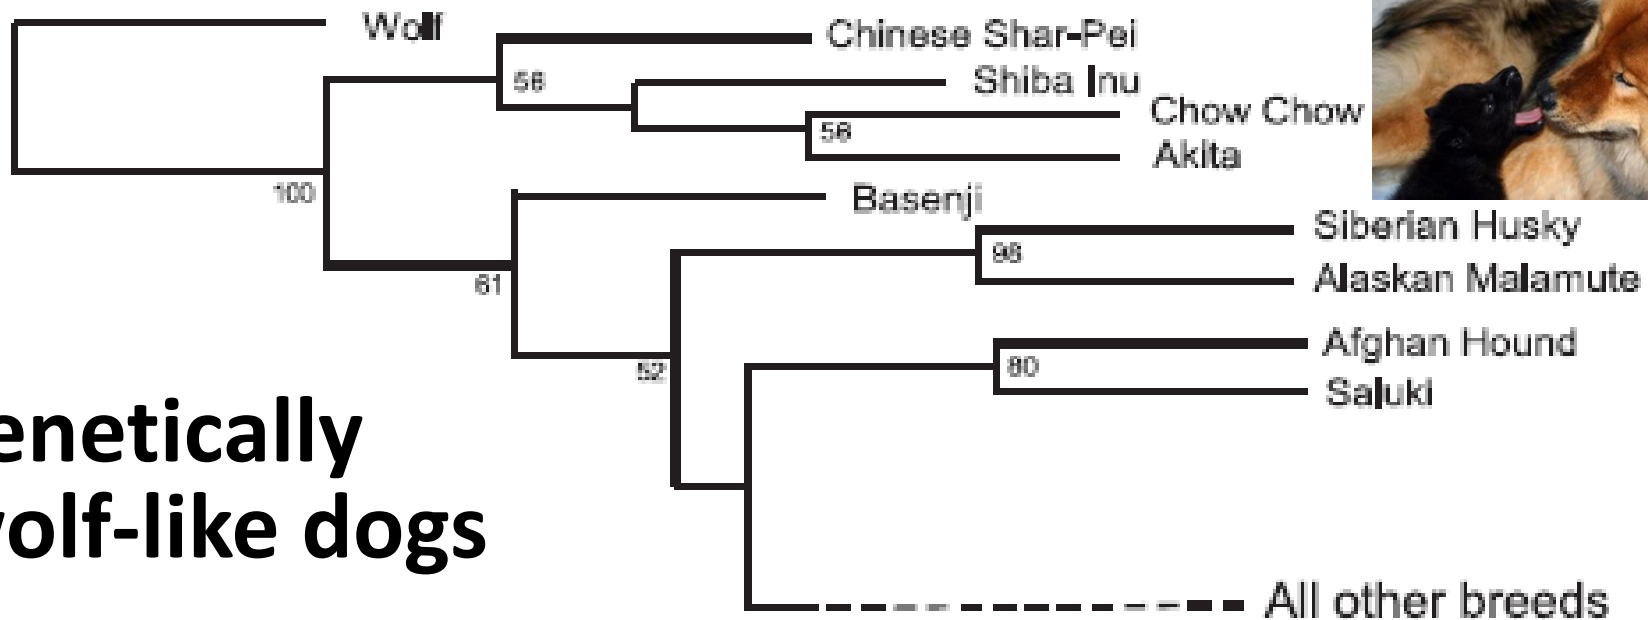 Wolf
Chinese Shar-Pei
58
Shiba Inu
Chow Chow
58
Akita
100
Basenji
Siberian Husky
98
Alaskan Malamute
61
Afghan Hound
52
80
Saluki
enetically
olf-like dogs
All other breeds